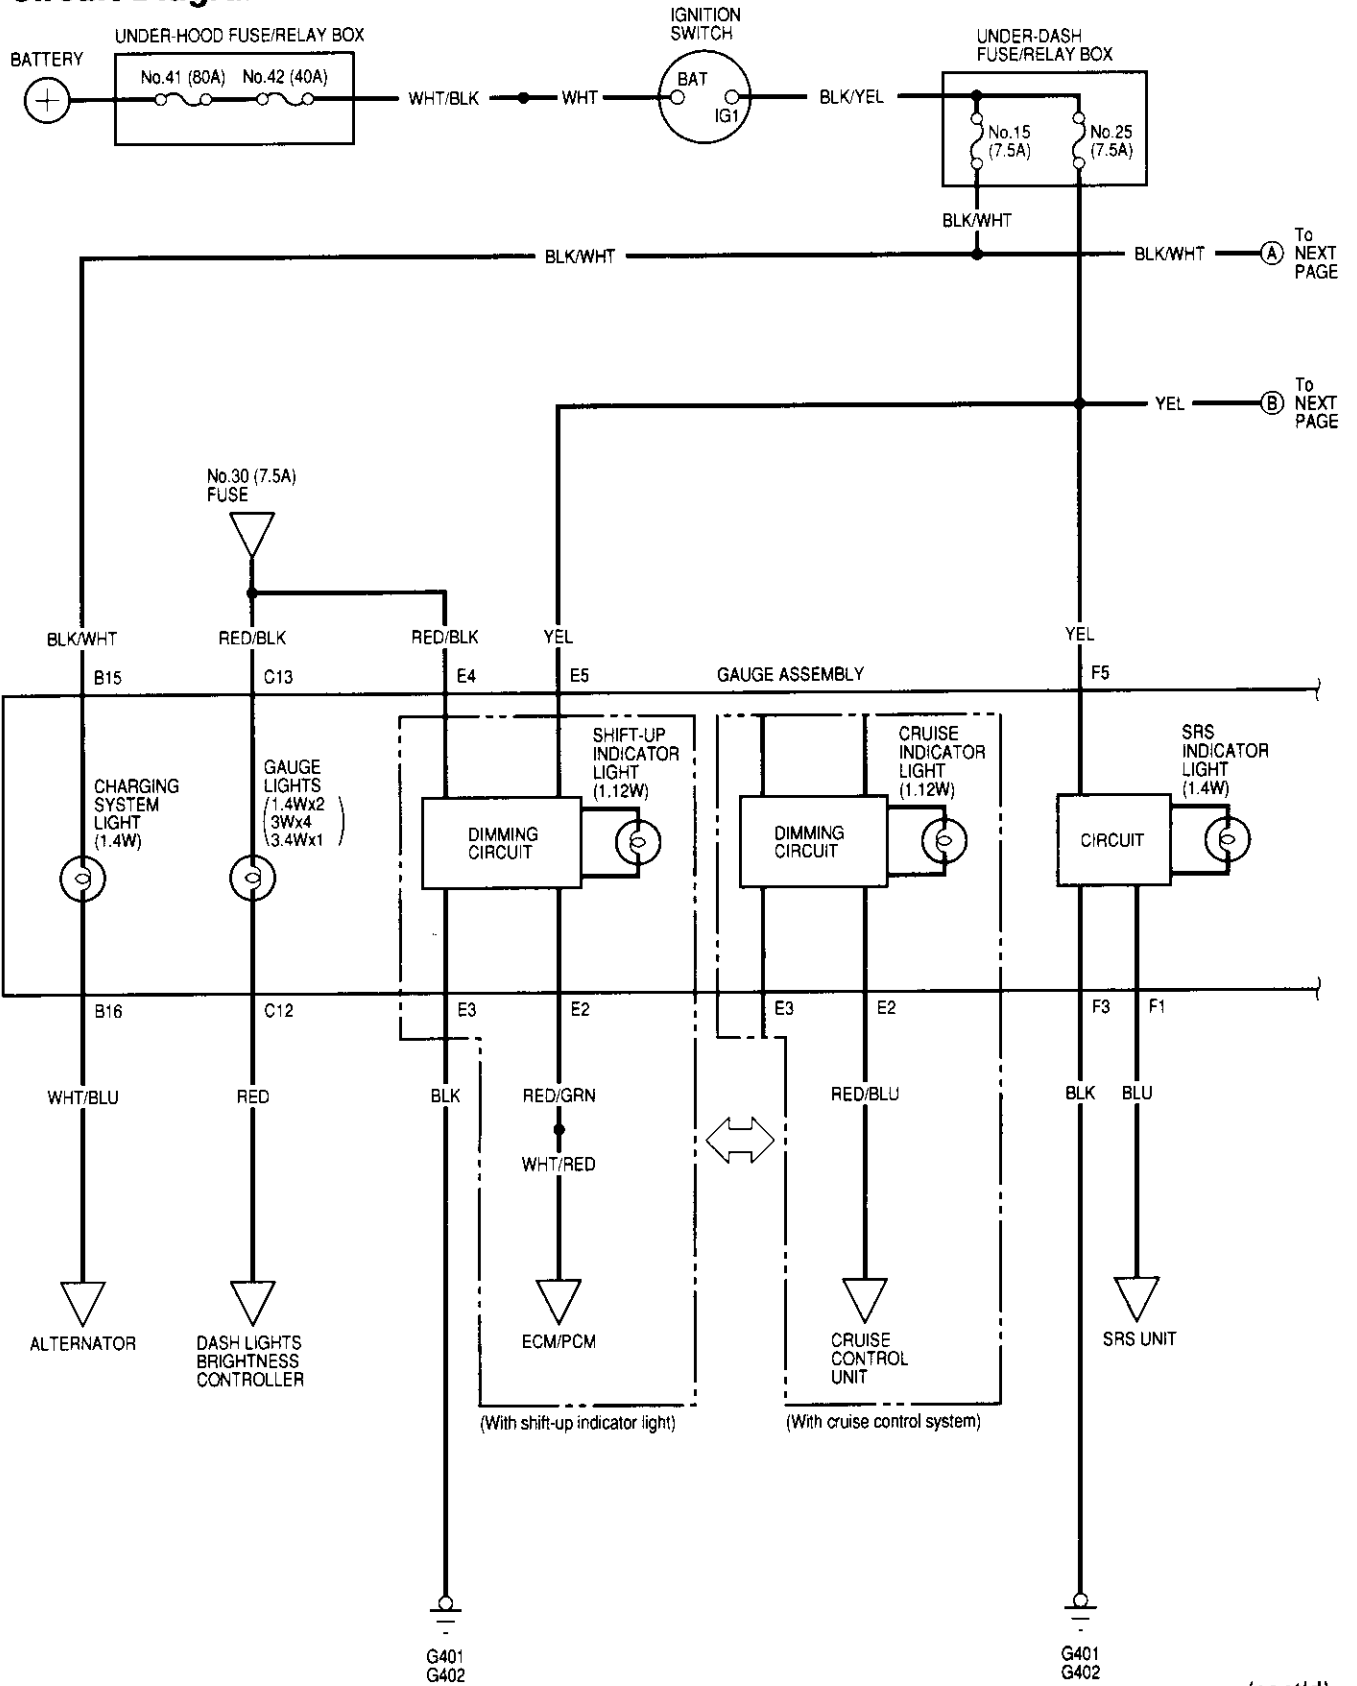 IGNITION
SWITCH
UNDER-HOOD FUSE/RELAY BOX
UNDER-DASH
FUSE/RELAY BOX
BATTERY
No.41 (80A) No.42 (40A)
BAT
IG1
WHT/BLK
WHT
BLK/YEL
No.15
(7.5A)
No.25
(7.5A)
BLK/WHT
BLK/WHT
BLK/WHT
A
To
NEXT
PAGE
YEL
B
To
NEXT
PAGE
No.30 (7.5A)
FUSE
BLK/WHT
RED/BLK
RED/BLK
YEL
YEL
B15
C13
E4
E5
GAUGE ASSEMBLY
F5
CHARGING
SYSTEM
LIGHT
(1.4W)
GAUGE
LIGHTS
(1.4Wx2
3Wx4
3.4Wx1)
SHIFT-UP
INDICATOR
LIGHT
(1.12W)
DIMMING
CIRCUIT
CRUISE
INDICATOR
LIGHT
(1.12W)
DIMMING
CIRCUIT
SRS
INDICATOR
LIGHT
(1.4W)
CIRCUIT
B16
C12
E3
E2
E3
E2
F3
F1
WHT/BLU
RED
BLK
RED/GRN
RED/BLU
BLK
BLU
WHT/RED
ALTERNATOR
DASH LIGHTS
BRIGHTNESS
CONTROLLER
ECM/PCM
CRUISE
CONTROL
UNIT
SRS UNIT
(With shift-up indicator light)
(With cruise control system)
G401
G402
G401
G402